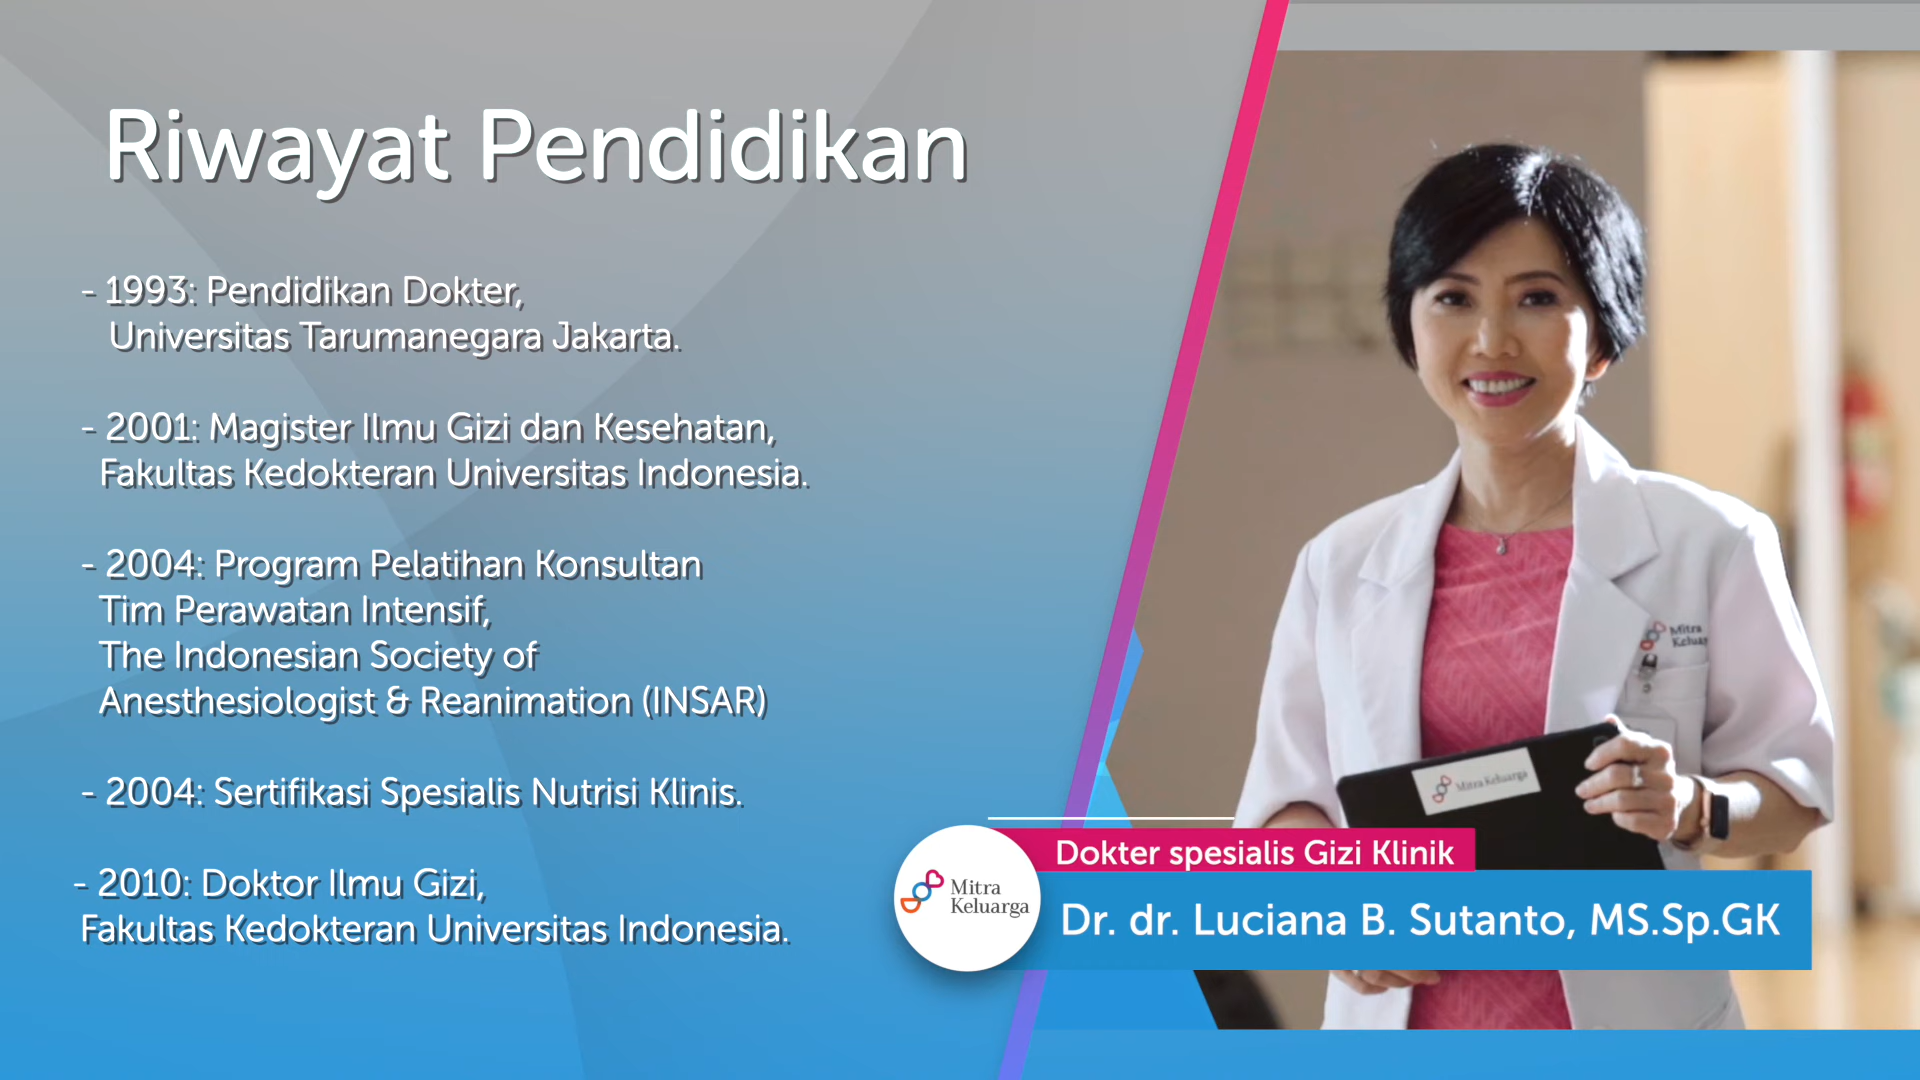 Riwayat Pendidikan
- 1993: Pendidikan Dokter,
Universitas Tarumanegara Jakarta.
- 2001: Magister Ilmu Gizi dan Kesehatan,
Fakultas Kedokteran Universitas Indonesia.
- 2004: Program Pelatihan Konsultan
Tim Perawatan Intensif,
The Indonesian Society of
Anesthesiologist & Reanimation (INSAR)
- 2004: Sertifikasi Spesialis Nutrisi Klinis.
- 2010: Doktor Ilmu Gizi,
Fakultas Kedokteran Universitas Indonesia.
Mitra
Keluarga
Dokter spesialis Gizi Klinik
Dr. dr. Luciana B. Sutanto, MS.Sp.GK
Mitra
Mitra Keluarga